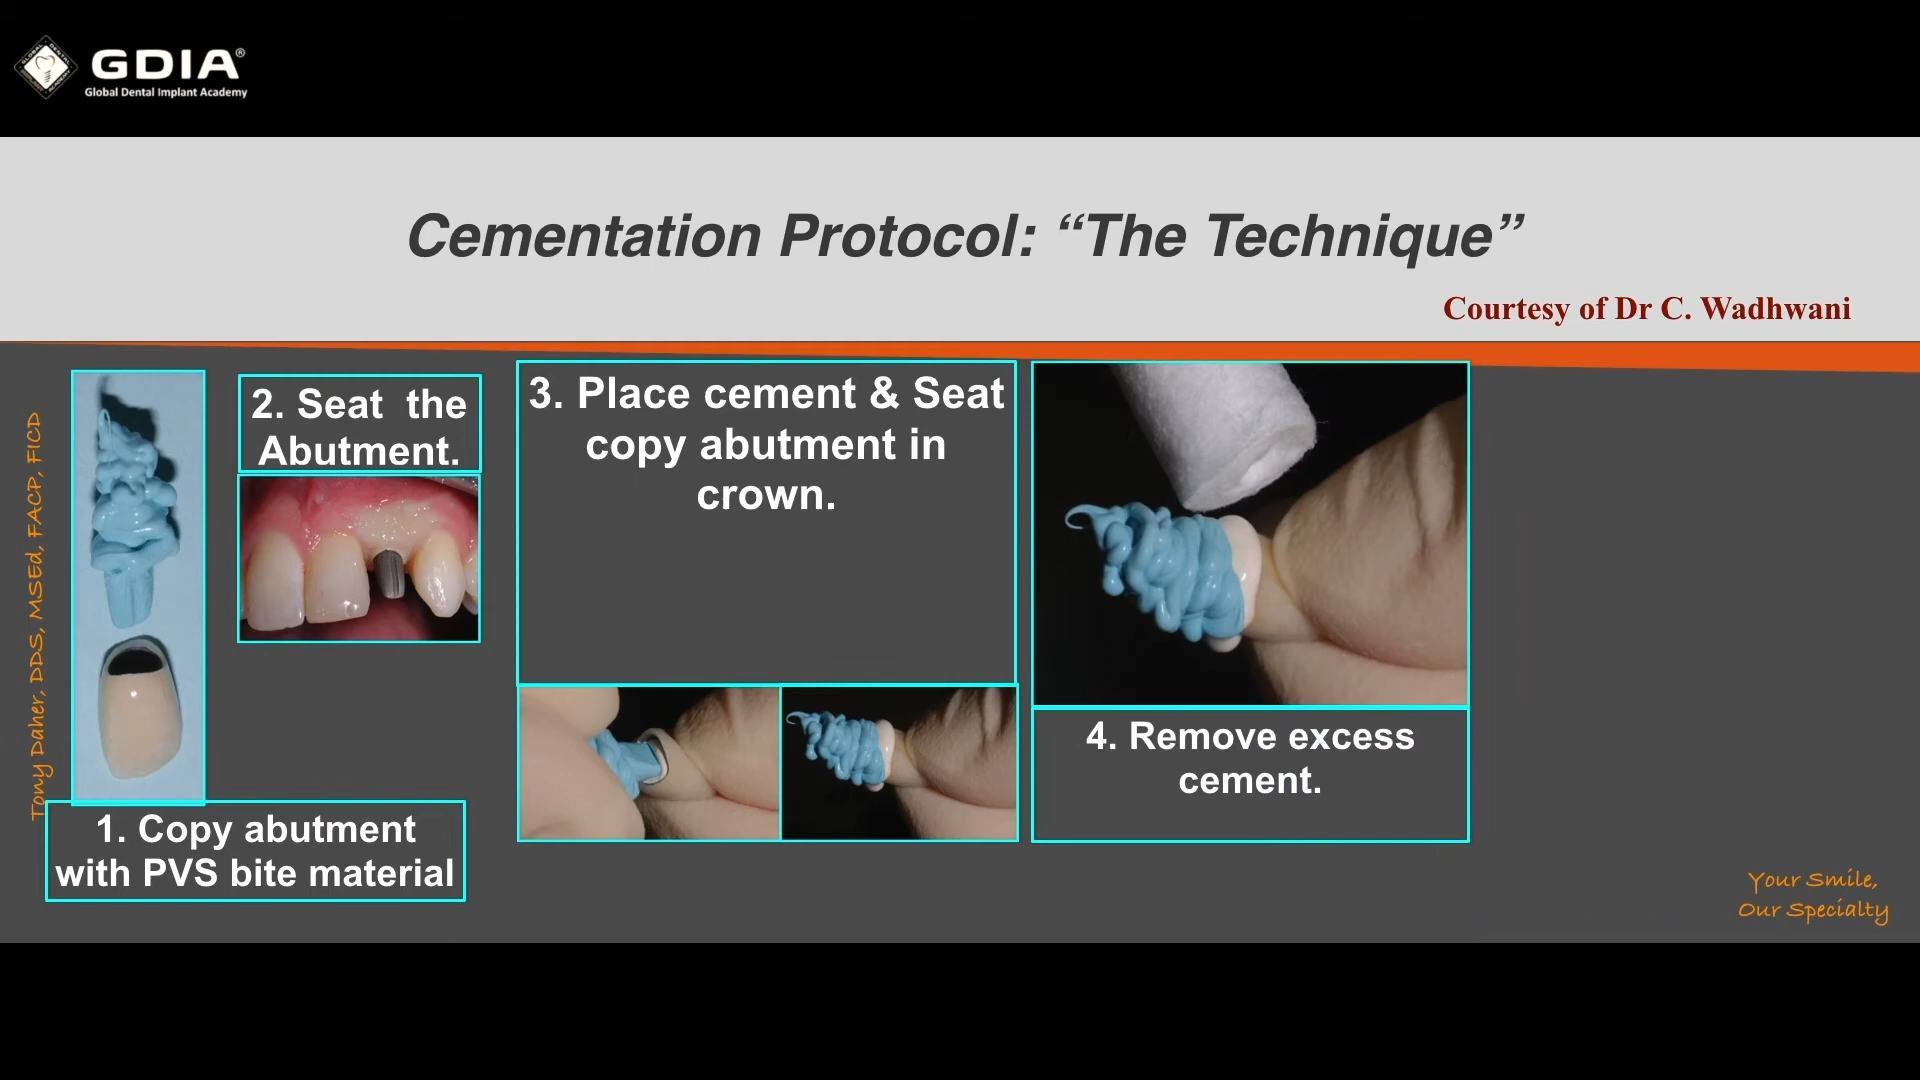 GDIA®
Global Dental Implant Academy
Cementation Protocol: “The Technique”
Courtesy of Dr C. Wadhwani
Tony Daher, DDS, MSEd, FACP, FICD
1. Copy abutment
with PVS bite material
2. Seat the
Abutment.
3. Place cement & Seat
copy abutment in
crown.
4. Remove excess
cement.
Your Smile,
Our Specialty